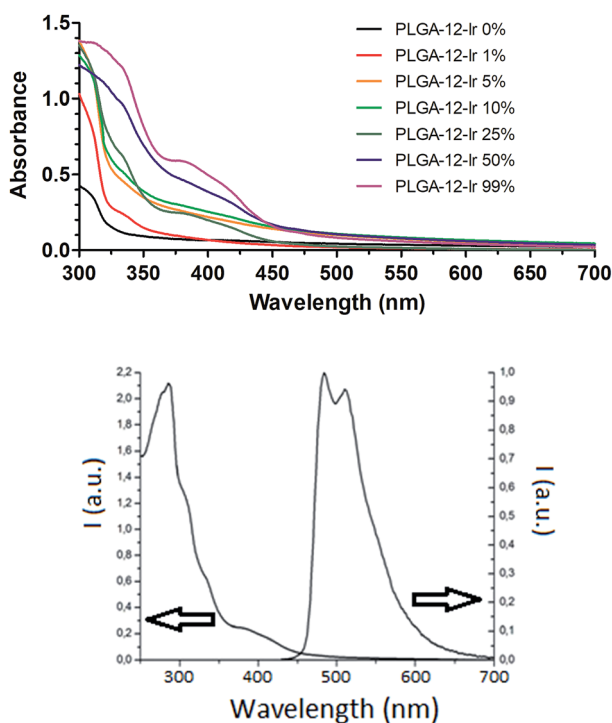 1.5
1.0
0.5
0.0
Absorbance
PLGA-12-Ir 0%
PLGA-12-Ir 1%
PLGA-12-Ir 5%
PLGA-12-Ir 10%
PLGA-12-Ir 25%
PLGA-12-Ir 50%
PLGA-12-Ir 99%
300 350 400 450 500 550 600 650 700
Wavelength (nm)
2,2
2,0
1,8
1,6
1,4
1,2
1,0
0,8
0,6
0,4
0,2
0,0
I (a.u.)
1,0
0,9
0,8
0,7
0,6
0,5
0,4
0,3
0,2
0,1
0,0
I (a.u.)
300 400 500 600 700
Wavelength (nm)